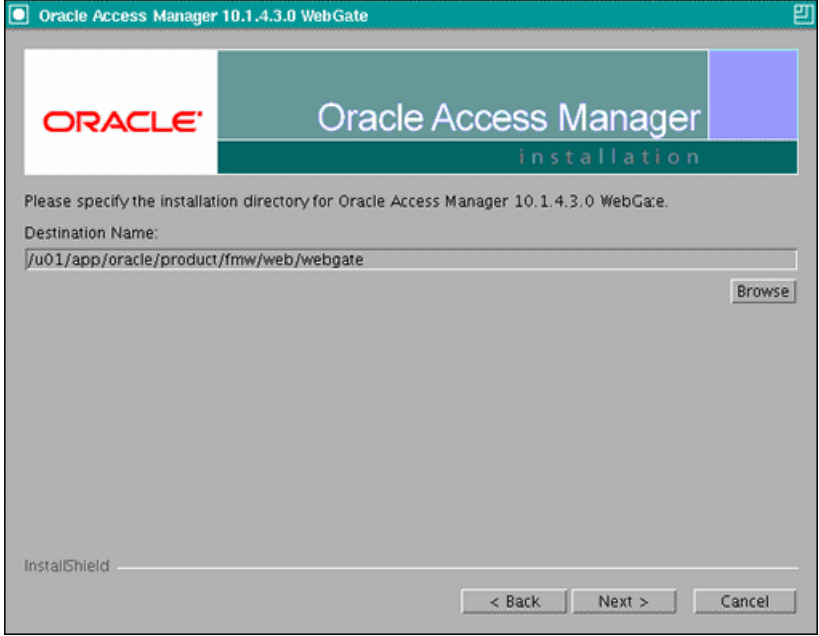 Oracle Access Manager 10.1.4.3.0 WebGate
ORACLE
Oracle Access Manager
installation
Please specify the installation directory for Oracle Access Manager 10.1.4.3.0 WebGate.
Destination Name:
/u01/app/oracle/product/fmw/web/webgate
Browse
InstallShield
< Back
Next >
Cancel